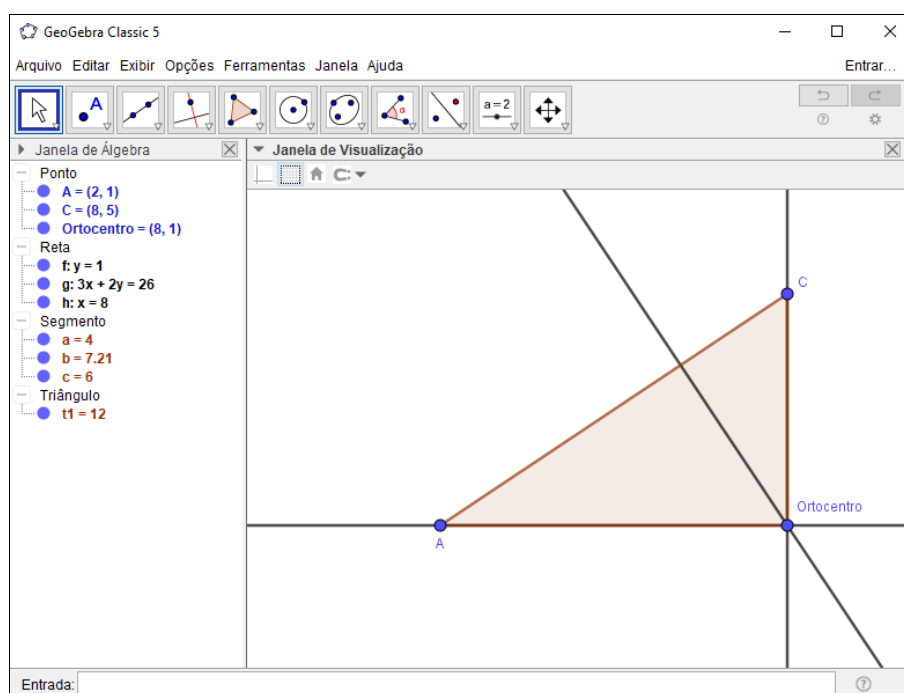 GeoGebra Classic 5
Arquivo Editar Exibir Opções Ferramentas Janela Ajuda Entrar...
A
α
a=2
Janela de Álgebra
Ponto
A = (2, 1)
C = (8, 5)
Ortocentro = (8, 1)
Reta
f: y = 1
g: 3x + 2y = 26
h: x = 8
Segmento
a = 4
b = 7.21
c = 6
Triângulo
t1 = 12
Janela de Visualização
C
Ortocentro
A
Entrada: